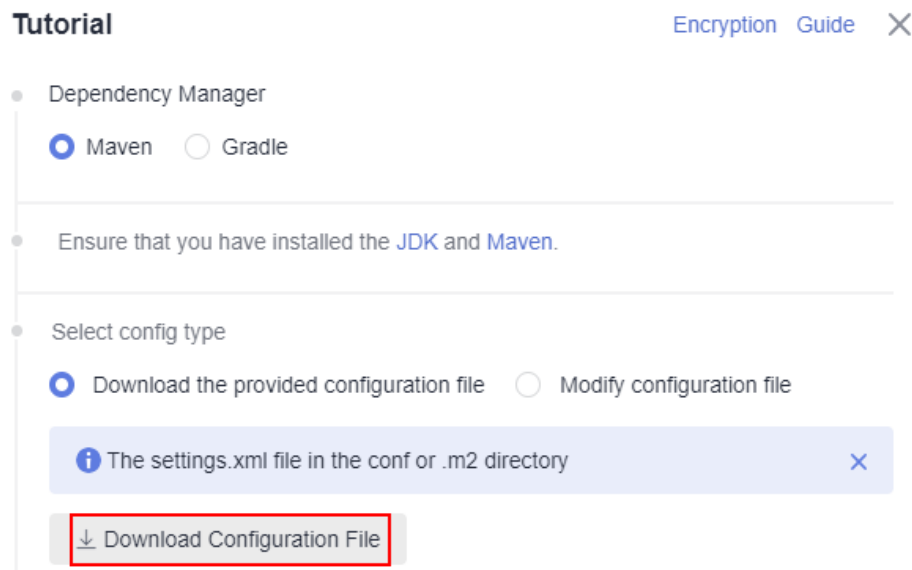 Tutorial Encryption Guide
Dependency Manager
Maven Gradle
Ensure that you have installed the JDK and Maven.
Select config type
Download the provided configuration file Modify configuration file
The settings.xml file in the conf or .m2 directory
Download Configuration File